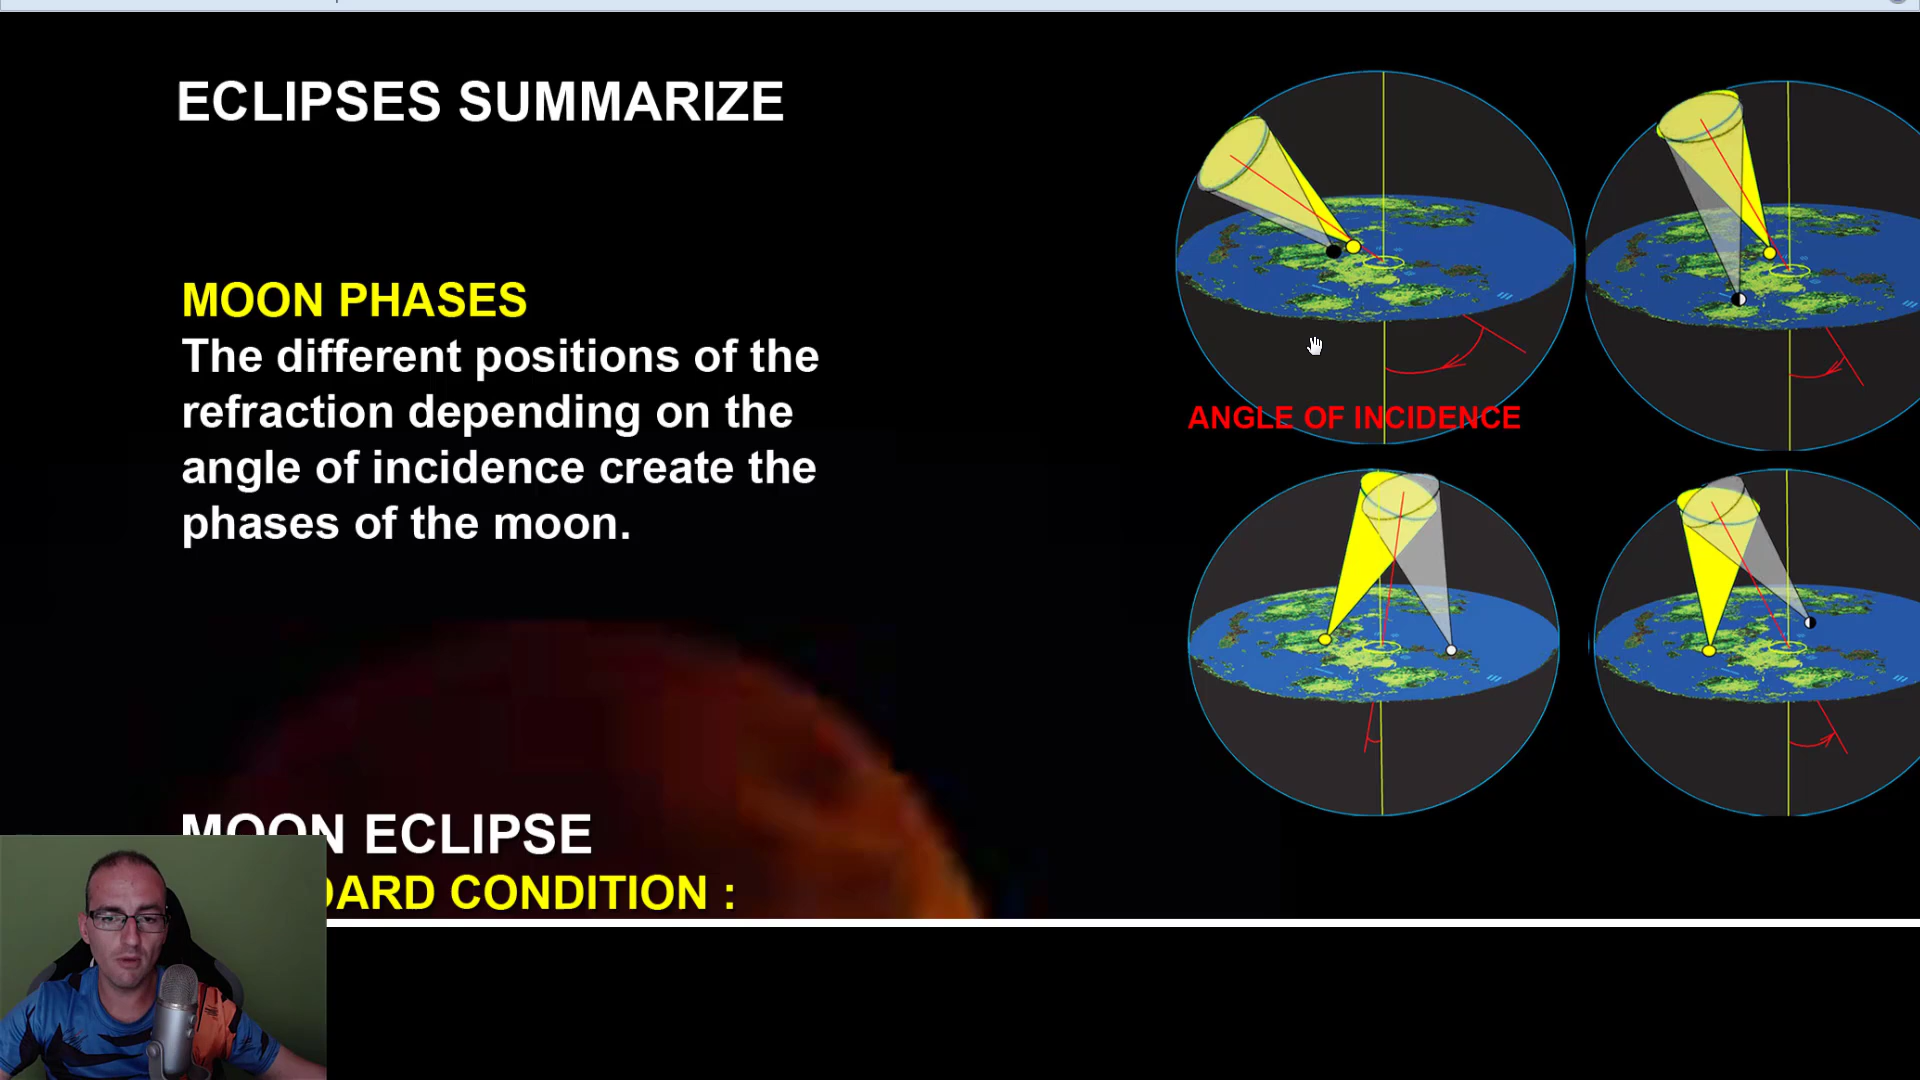 ECLIPSES SUMMARIZE
MOON PHASES
The different positions of the
refraction depending on the
angle of incidence create the
phases of the moon.
ANGLE OF INCIDENCE
MOON ECLIPSE
CONDITION :